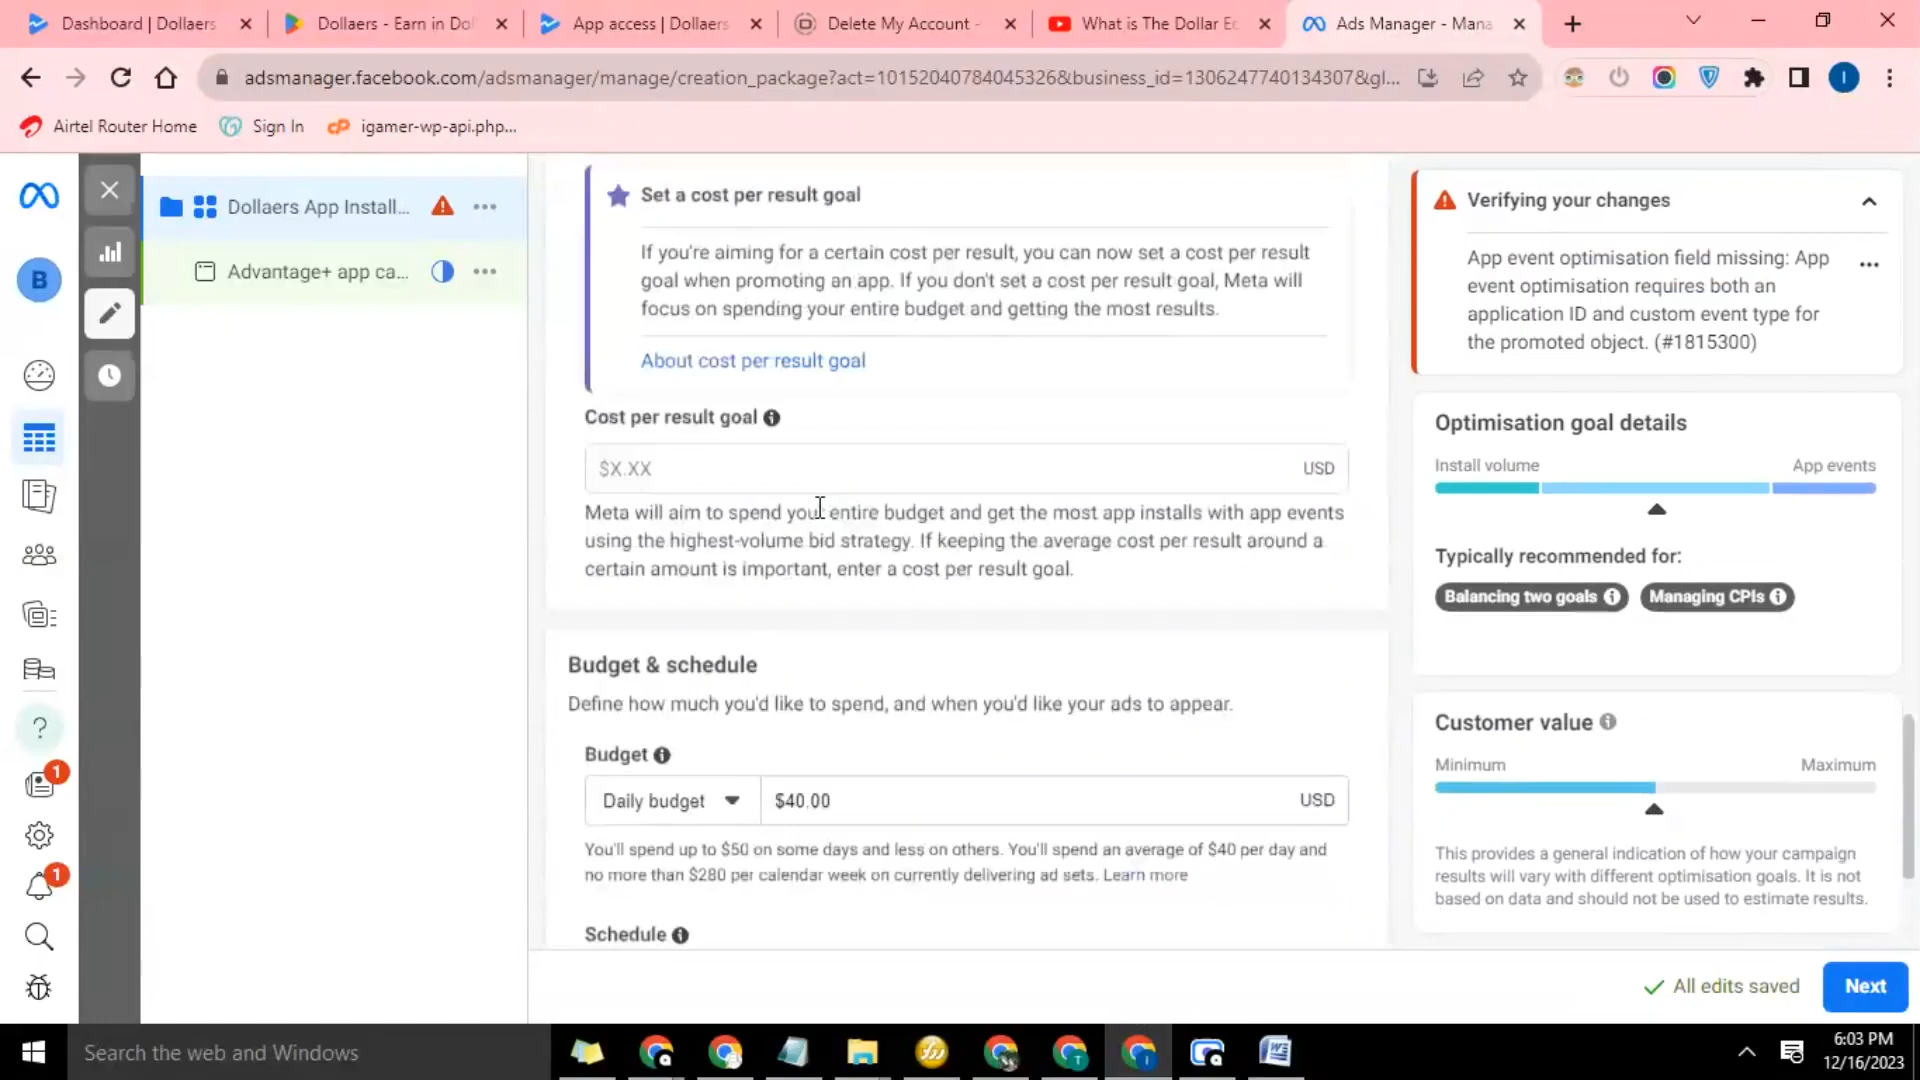 Dashboard | Dollaers
Dollaers - Earn in Dol
App access | Dollaers
Delete My Account -
What is The Dollar Ec
Ads Manager - Mana
adsmanager.facebook.com/adsmanager/manage/creation_package?act=10152040784045326&business_id=1306247740134307&gl...
I
Airtel Router Home
Sign In
igamer-wp-api.php...
B
Dollaers App Install...
Advantage+ app ca...
Set a cost per result goal
If you're aiming for a certain cost per result, you can now set a cost per result
goal when promoting an app. If you don't set a cost per result goal, Meta will
focus on spending your entire budget and getting the most results.
About cost per result goal
Cost per result goal
$X.XX
USD
Meta will aim to spend your entire budget and get the most app installs with app events
using the highest-volume bid strategy. If keeping the average cost per result around a
certain amount is important, enter a cost per result goal.
Budget & schedule
Define how much you'd like to spend, and when you'd like your ads to appear.
Budget
Daily budget
$40.00
USD
You'll spend up to $50 on some days and less on others. You'll spend an average of $40 per day and
no more than $280 per calendar week on currently delivering ad sets. Learn more
Schedule
Verifying your changes
App event optimisation field missing: App
event optimisation requires both an
application ID and custom event type for
the promoted object. (#1815300)
Optimisation goal details
Install volume
App events
Typically recommended for:
Balancing two goals
Managing CPIs
Customer value
Minimum
Maximum
This provides a general indication of how your campaign
results will vary with different optimisation goals. It is not
based on data and should not be used to estimate results.
1
1
All edits saved
Next
Search the web and Windows
6:03 PM
12/16/2023